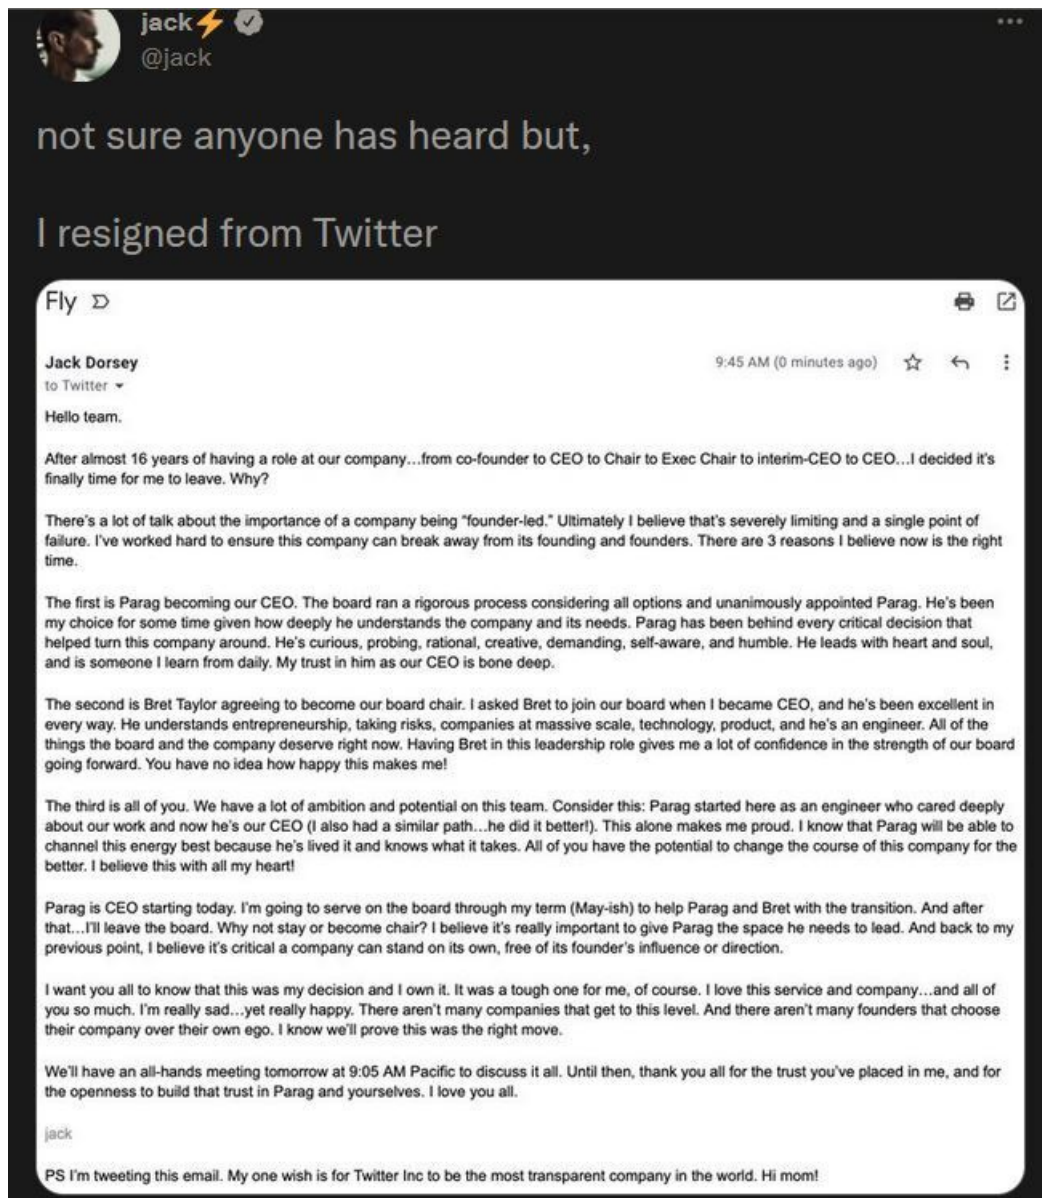 jack⚡
@jack
not sure anyone has heard but,
I resigned from Twitter
Fly
Jack Dorsey
9:45 AM (0 minutes ago)
to Twitter
Hello team.
After almost 16 years of having a role at our company…from co-founder to CEO to Chair to Exec Chair to interim-CEO to CEO…I decided it's
finally time for me to leave. Why?
There's a lot of talk about the importance of a company being "founder-led." Ultimately I believe that's severely limiting and a single point of
failure. I've worked hard to ensure this company can break away from its founding and founders. There are 3 reasons I believe now is the right
time.
The first is Parag becoming our CEO. The board ran a rigorous process considering all options and unanimously appointed Parag. He's been
my choice for some time given how deeply he understands the company and its needs. Parag has been behind every critical decision that
helped turn this company around. He's curious, probing, rational, creative, demanding, self-aware, and humble. He leads with heart and soul,
and is someone I learn from daily. My trust in him as our CEO is bone deep.
The second is Bret Taylor agreeing to become our board chair. I asked Bret to join our board when I became CEO, and he's been excellent in
every way. He understands entrepreneurship, taking risks, companies at massive scale, technology, product, and he's an engineer. All of the
things the board and the company deserve right now. Having Bret in this leadership role gives me a lot of confidence in the strength of our board
going forward. You have no idea how happy this makes me!
The third is all of you. We have a lot of ambition and potential on this team. Consider this: Parag started here as an engineer who cared deeply
about our work and now he's our CEO (I also had a similar path…he did it better!). This alone makes me proud. I know that Parag will be able to
channel this energy best because he's lived it and knows what it takes. All of you have the potential to change the course of this company for the
better. I believe this with all my heart!
Parag is CEO starting today. I'm going to serve on the board through my term (May-ish) to help Parag and Bret with the transition. And after
that…I'll leave the board. Why not stay or become chair? I believe it's really important to give Parag the space he needs to lead. And back to my
previous point, I believe it's critical a company can stand on its own, free of its founder's influence or direction.
I want you all to know that this was my decision and I own it. It was a tough one for me, of course. I love this service and company…and all of
you so much. I'm really sad…yet really happy. There aren't many companies that get to this level. And there aren't many founders that choose
their company over their own ego. I know we'll prove this was the right move.
We'll have an all-hands meeting tomorrow at 9:05 AM Pacific to discuss it all. Until then, thank you all for the trust you've placed in me, and for
the openness to build that trust in Parag and yourselves. I love you all.
jack
PS I'm tweeting this email. My one wish is for Twitter Inc to be the most transparent company in the world. Hi mom!